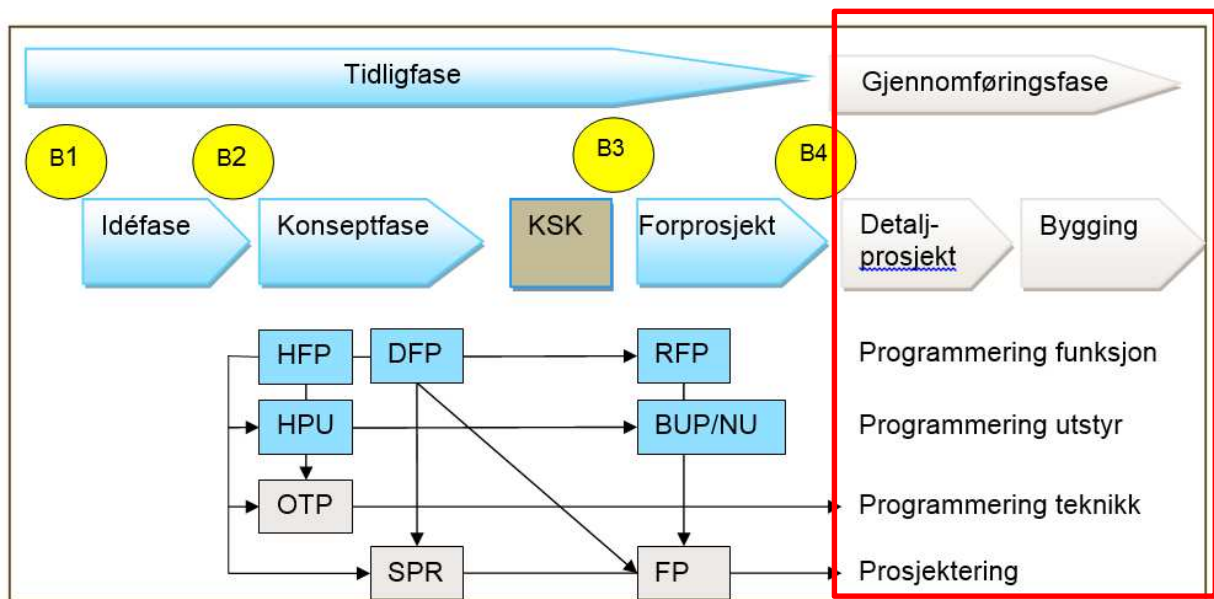 Tidligfase
Gjennomføringsfase
B1
B2
B3
B4
Idéfase
Konseptfase
KSK
Forprosjekt
Detalj-
prosjekt
Bygging
HFP
DFP
RFP
Programmering funksjon
HPU
BUP/NU
Programmering utstyr
OTP
Programmering teknikk
SPR
FP
Prosjektering